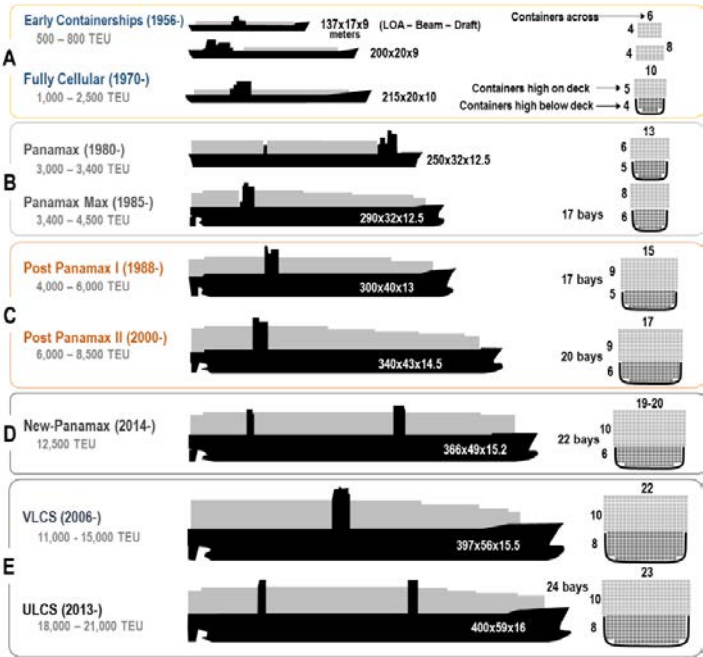 A
Early Containerships (1956-)
500 – 800 TEU
137x17x9
meters
(LOA – Beam – Draft)
Containers across
6
4
200x20x9
4
8
Fully Cellular (1970-)
1,000 – 2,500 TEU
215x20x10
10
Containers high on deck
5
Containers high below deck
4
B
Panamax (1980-)
3,000 – 3,400 TEU
250x32x12.5
13
6
5
Panamax Max (1985-)
3,400 – 4,500 TEU
290x32x12.5
17 bays
8
6
C
Post Panamax I (1988-)
4,000 – 6,000 TEU
300x40x13
17 bays
15
9
5
Post Panamax II (2000-)
6,000 – 8,500 TEU
340x43x14.5
20 bays
17
9
6
D
New-Panamax (2014-)
12,500 TEU
366x49x15.2
22 bays
19-20
10
6
E
VLCS (2006-)
11,000 - 15,000 TEU
397x56x15.5
22
10
8
ULCS (2013-)
18,000 – 21,000 TEU
400x59x16
24 bays
23
10
8